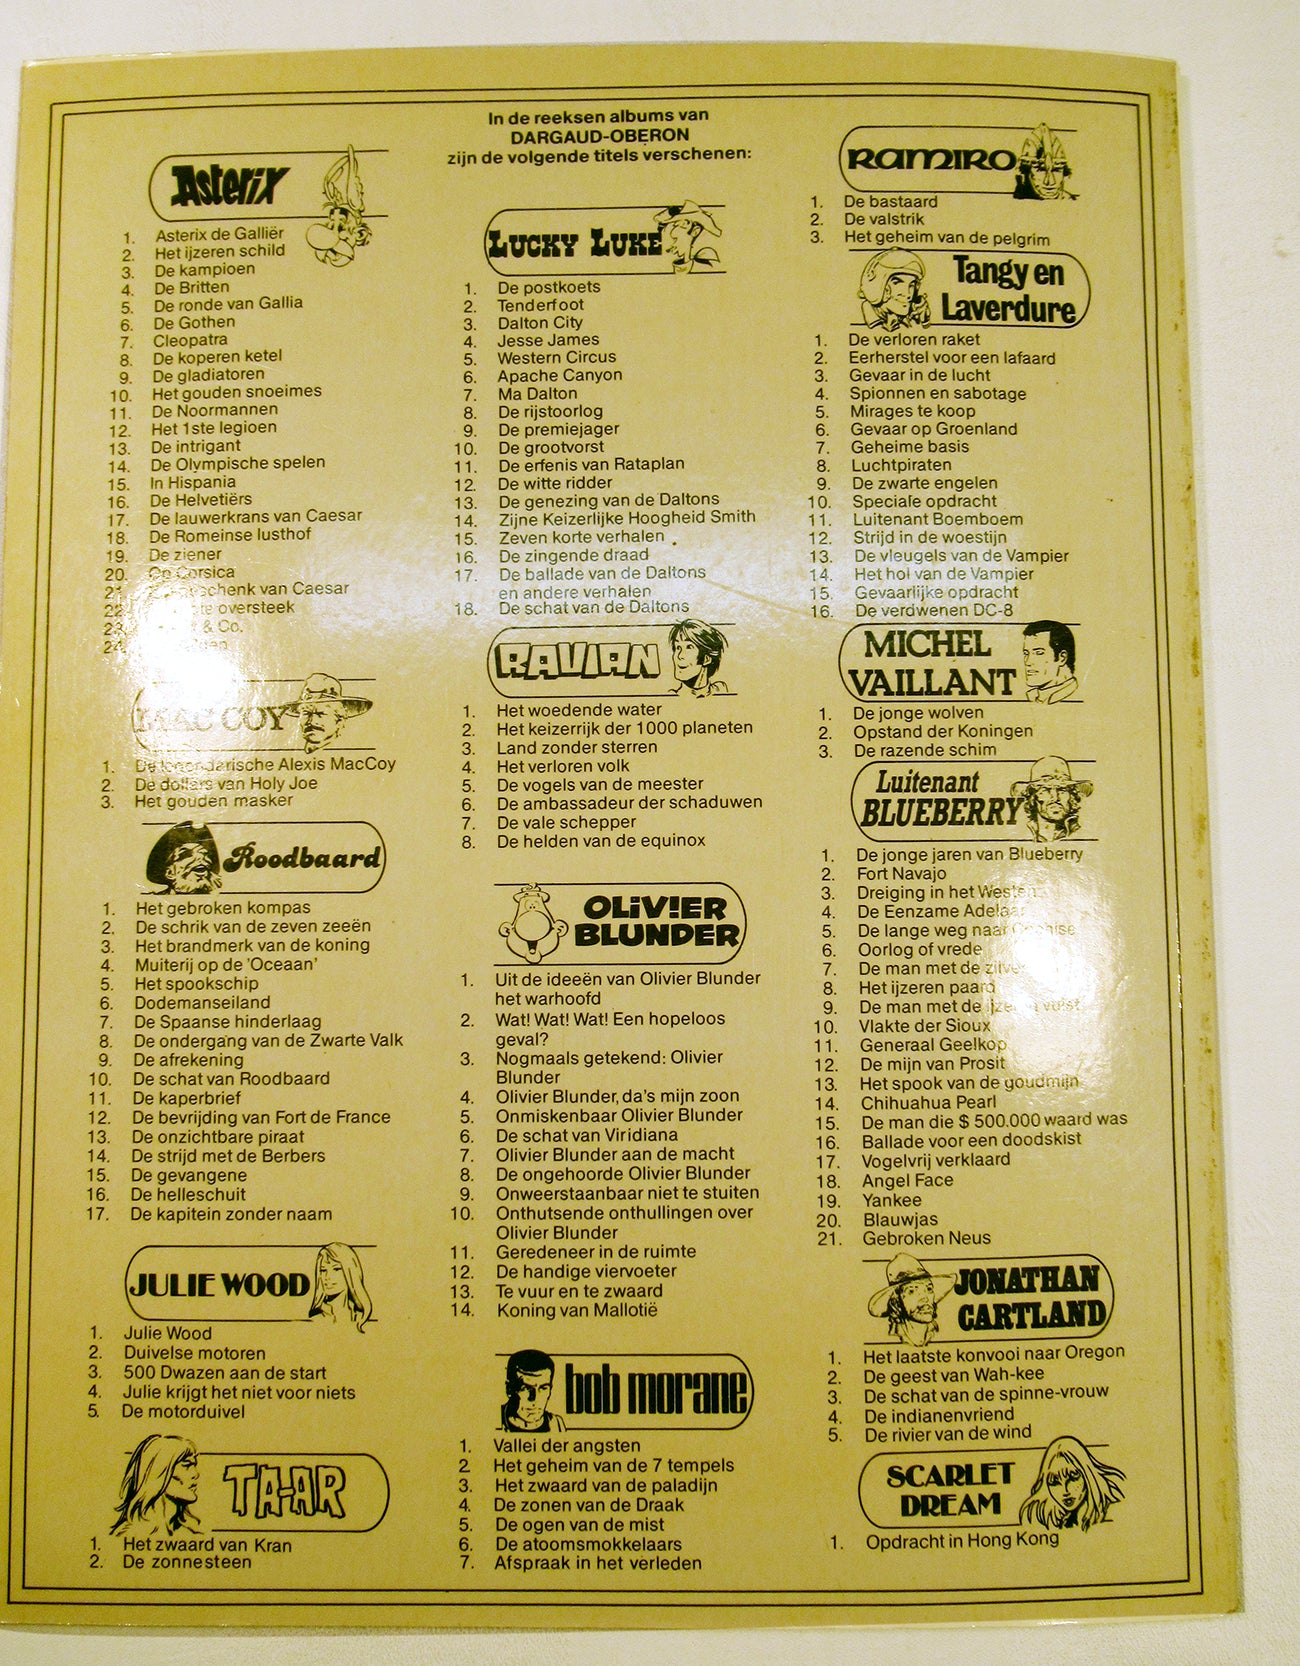 In de reeksen albums van
DARGAUD-OBERON
zijn de volgende titels verschenen:
Asterix
1. Asterix de Galliër
2. Het ijzeren schild
3. De kampioen
4. De Britten
5. De ronde van Gallia
6. De Gothen
7. Cleopatra
8. De koperen ketel
9. De gladiatoren
10. Het gouden snoeimes
11. De Noormannen
12. Het 1ste legioen
13. De intrigant
14. De Olympische spelen
15. In Hispania
16. De Helvetiërs
17. De lauwerkrans van Caesar
18. De Romeinse lusthof
19. De ziener
20. Op Corsica
21. van Caesar
22. oversteek
23. & Co.
24.
MAC COY
1. De legendarische Alexis MacCoy
2. De dollars van Holy Joe
3. Het gouden masker
Roodbaard
1. Het gebroken kompas
2. De schrik van de zeven zeeën
3. Het brandmerk van de koning
4. Muiterij op de 'Oceaan'
5. Het spookschip
6. Dodemanseiland
7. De Spaanse hinderlaag
8. De ondergang van de Zwarte Valk
9. De afrekening
10. De schat van Roodbaard
11. De kaperbrief
12. De bevrijding van Fort de France
13. De onzichtbare piraat
14. De strijd met de Berbers
15. De gevangene
16. De helleschuit
17. De kapitein zonder naam
JULIE WOOD
1. Julie Wood
2. Duivelse motoren
3. 500 Dwazen aan de start
4. Julie krijgt het niet voor niets
5. De motorduivel
TA-AR
1. Het zwaard van Kran
2. De zonnesteen
LUCKY LUKE
1. De postkoets
2. Tenderfoot
3. Dalton City
4. Jesse James
5. Western Circus
6. Apache Canyon
7. Ma Dalton
8. De rijstoorlog
9. De premiejager
10. De grootvorst
11. De erfenis van Rataplan
12. De witte ridder
13. De genezing van de Daltons
14. Zijne Keizerlijke Hoogheid Smith
15. Zeven korte verhalen
16. De zingende draad
17. De ballade van de Daltons
en andere verhalen
18. De schat van de Daltons
RAVIAN
1. Het woedende water
2. Het keizerrijk der 1000 planeten
3. Land zonder sterren
4. Het verloren volk
5. De vogels van de meester
6. De ambassadeur der schaduwen
7. De vale schepper
8. De helden van de equinox
OLIVIER
BLUNDER
1. Uit de ideeën van Olivier Blunder
het warhoofd
2. Wat! Wat! Wat! Een hopeloos
geval?
3. Nogmaals getekend: Olivier
Blunder
4. Olivier Blunder, da's mijn zoon
5. Onmiskenbaar Olivier Blunder
6. De schat van Viridiana
7. Olivier Blunder aan de macht
8. De ongehoorde Olivier Blunder
9. Onweerstaanbaar niet te stuiten
10. Onthutsende onthullingen over
Olivier Blunder
11. Geredeneer in de ruimte
12. De handige viervoeter
13. Te vuur en te zwaard
14. Koning van Mallotië
bob morane
1. Vallei der angsten
2. Het geheim van de 7 tempels
3. Het zwaard van de paladijn
4. De zonen van de Draak
5. De ogen van de mist
6. De atoomsmokkelaars
7. Afspraak in het verleden
RAMIRO
1. De bastaard
2. De valstrik
3. Het geheim van de pelgrim
Tangy en
Laverdure
1. De verloren raket
2. Eerherstel voor een lafaard
3. Gevaar in de lucht
4. Spionnen en sabotage
5. Mirages te koop
6. Gevaar op Groenland
7. Geheime basis
8. Luchtpiraten
9. De zwarte engelen
10. Speciale opdracht
11. Luitenant Boemboem
12. Strijd in de woestijn
13. De vleugels van de Vampier
14. Het hol van de Vampier
15. Gevaarlijke opdracht
16. De verdwenen DC-8
MICHEL
VAILLANT
1. De jonge wolven
2. Opstand der Koningen
3. De razende schim
Luitenant
BLUEBERRY
1. De jonge jaren van Blueberry
2. Fort Navajo
3. Dreiging in het Westen
4. De Eenzame Adelaar
5. De lange weg naar Cochise
6. Oorlog of vrede
7. De man met de
8. Het ijzeren paard
9. De man met de ijzeren vuist
10. Vlakte der Sioux
11. Generaal Geelkop
12. De mijn van Prosit
13. Het spook van de goudmijn
14. Chihuahua Pearl
15. De man die $ 500.000 waard was
16. Ballade voor een doodskist
17. Vogelvrij verklaard
18. Angel Face
19. Yankee
20. Blauwjas
21. Gebroken Neus
JONATHAN
CARTLAND
1. Het laatste konvooi naar Oregon
2. De geest van Wah-kee
3. De schat van de spinne-vrouw
4. De indianenvriend
5. De rivier van de wind
SCARLET
DREAM
1. Opdracht in Hong Kong